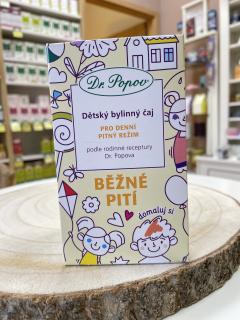 Dr. Popov
Dětský bylinný čaj
PRO DENNÍ
PITNÝ REŽIM
podle rodinné receptury
Dr. Popova
BĚŽNÉ
PITÍ
domaluj si